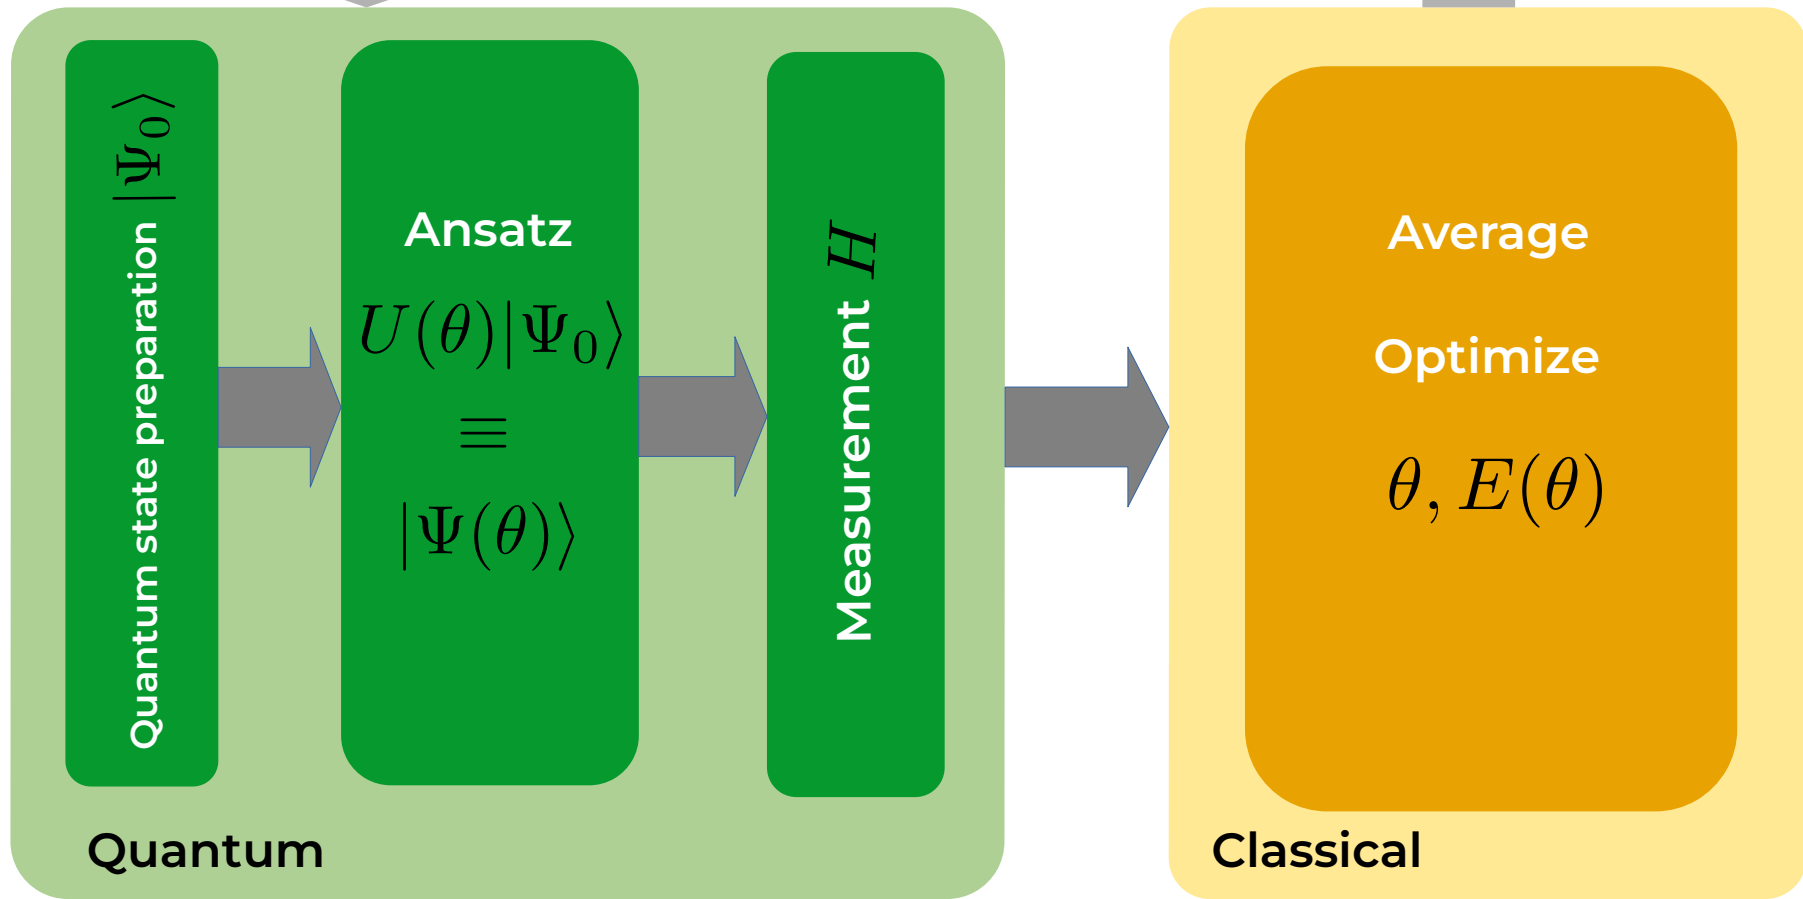 Quantum state preparation |Ψ₀⟩
Ansatz
U(θ)|Ψ₀⟩
≡
|Ψ(θ)⟩
Measurement H
Quantum
Average
Optimize
θ, E(θ)
Classical